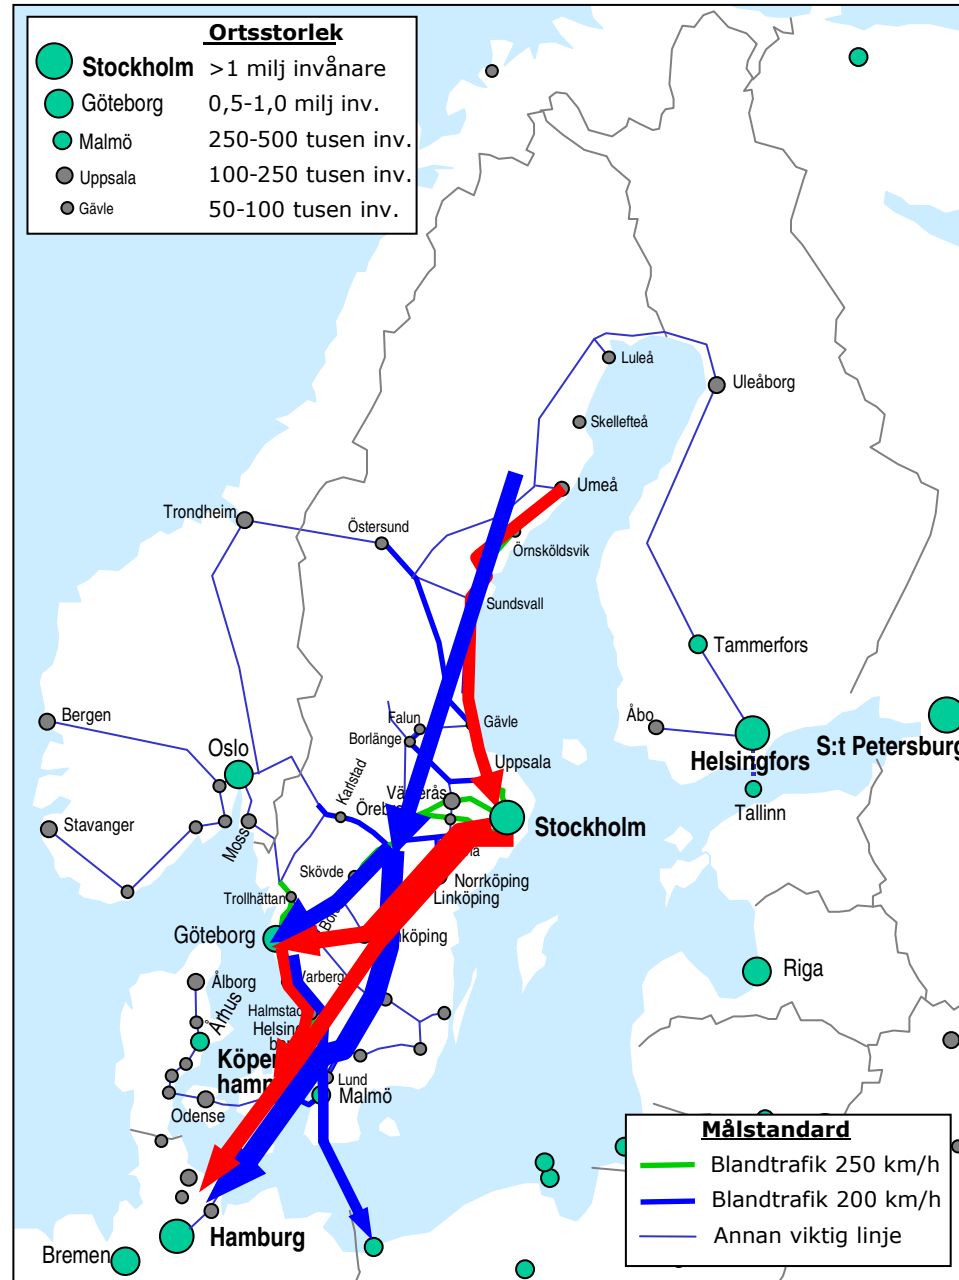 Ortsstorlek
Stockholm >1 milj invånare
Göteborg 0,5-1,0 milj inv.
Malmö 250-500 tusen inv.
Uppsala 100-250 tusen inv.
Gävle 50-100 tusen inv.
Luleå
Uleåborg
Skellefteå
Umeå
Trondheim
Östersund
Örnsköldsvik
Sundsvall
Tammerfors
Bergen
Falun
Gävle
Åbo
Borlänge
Oslo
Helsingfors
S:t Petersburg
Uppsala
Karlstad
Tallinn
Stavanger
Moss
Stockholm
Skövde
Norrköping
Linköping
Trollhättan
Göteborg
Varberg
Riga
Ålborg
Århus
Halmstad
Lund
Malmö
Odense
Hamburg
Bremen
Målstandard
Blandtrafik 250 km/h
Blandtrafik 200 km/h
Annan viktig linje